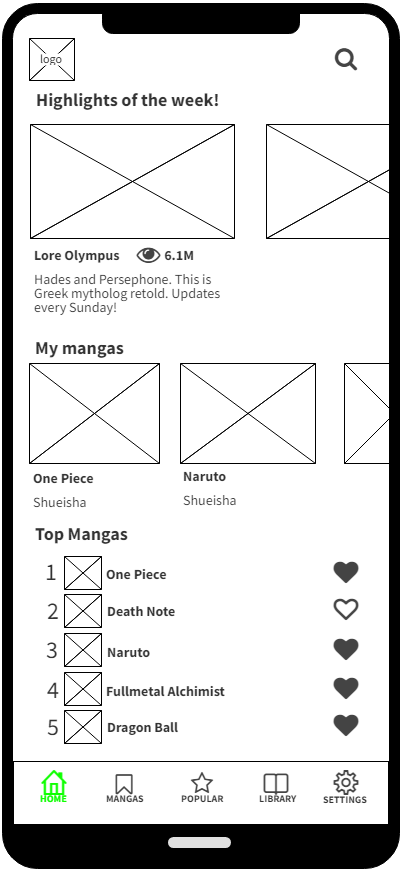 logo
Highlights of the week!
Lore Olympus 6.1M
Hades and Persephone. This is
Greek mytholog retold. Updates
every Sunday!
My mangas
One Piece
Shueisha
Naruto
Shueisha
Top Mangas
1 One Piece
2 Death Note
3 Naruto
4 Fullmetal Alchimist
5 Dragon Ball
HOME MANGAS POPULAR LIBRARY SETTINGS